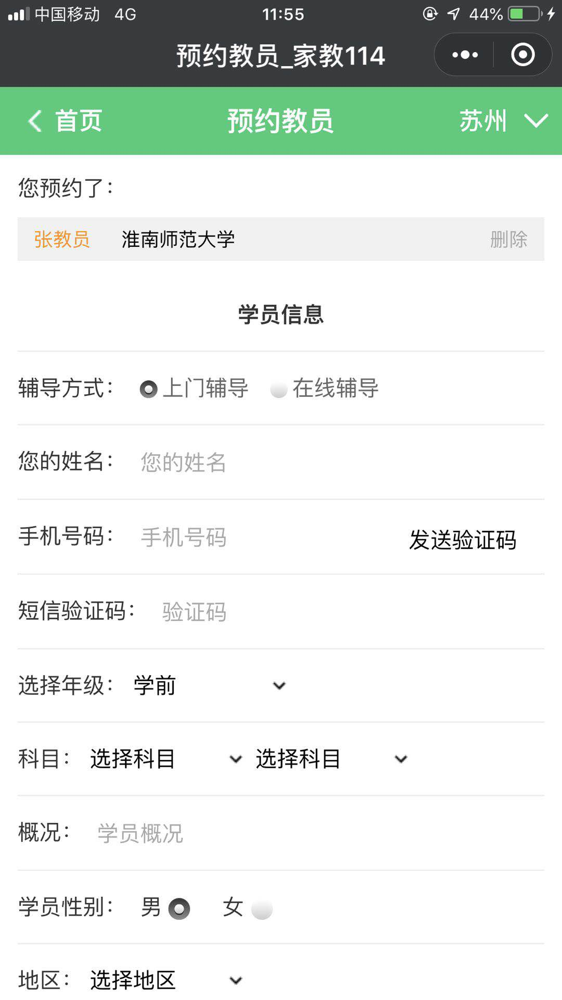 中国移动 4G 11:55 44%
预约教员_家教114
首页 预约教员 苏州
您预约了：
张教员 淮南师范大学 删除
学员信息
辅导方式： 上门辅导 在线辅导
您的姓名： 您的姓名
手机号码： 手机号码 发送验证码
短信验证码： 验证码
选择年级： 学前
科目： 选择科目 选择科目
概况： 学员概况
学员性别： 男 女
地区： 选择地区